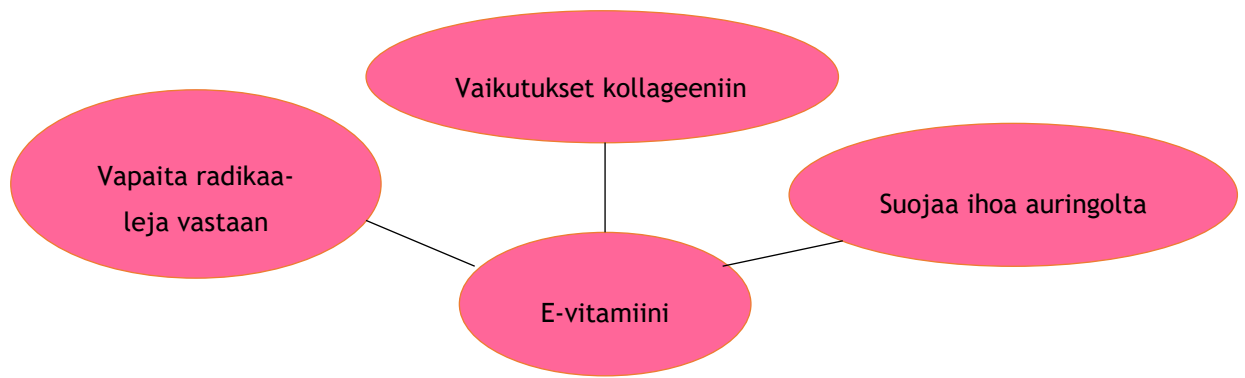 Vaikutukset kollageeniin
Vapaita radikaa-
leja vastaan
Suojaa ihoa auringolta
E-vitamiini